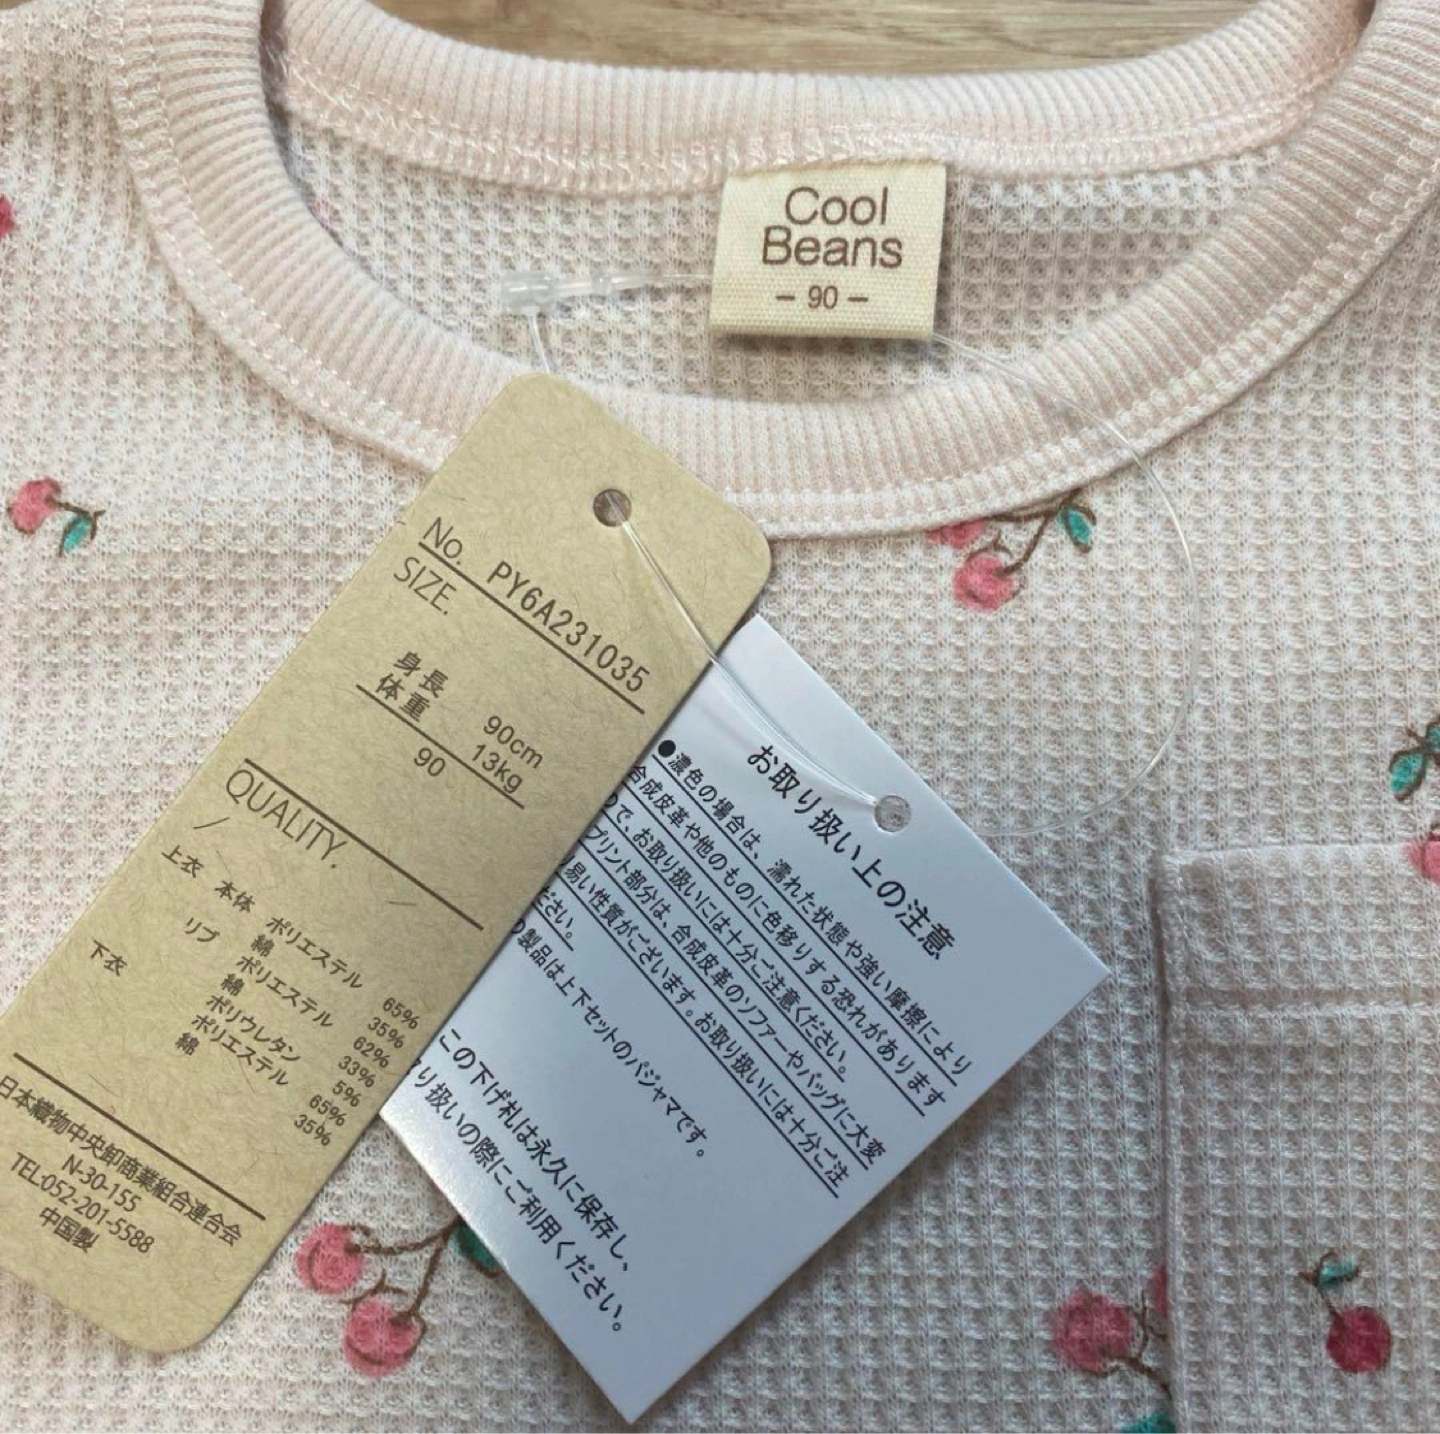 Cool
Beans
- 90 -
No. PY6A231035
SIZE.
身長 90cm
体重 13kg
90
QUALITY.
上衣 本体 ポリエステル 65%
綿 35%
リブ ポリエステル 62%
綿 33%
ポリウレタン 5%
下衣 ポリエステル 65%
綿 35%
日本織物中央卸商業組合連合会
N-30-155
TEL052-201-5588
中国製
お取り扱い上の注意
●濃色の場合は、濡れた状態や強い摩擦により
合成皮革や他のものに色移りする恐れがあります
で、お取り扱いには十分ご注意ください。
プリント部分は、合成皮革のソファーやバッグに大変
易い性質がございます。お取り扱いには十分ご注
ださい。
製品は上下セットのパジャマです。
この下げ札は永久に保存し、
り扱いの際にご利用ください。